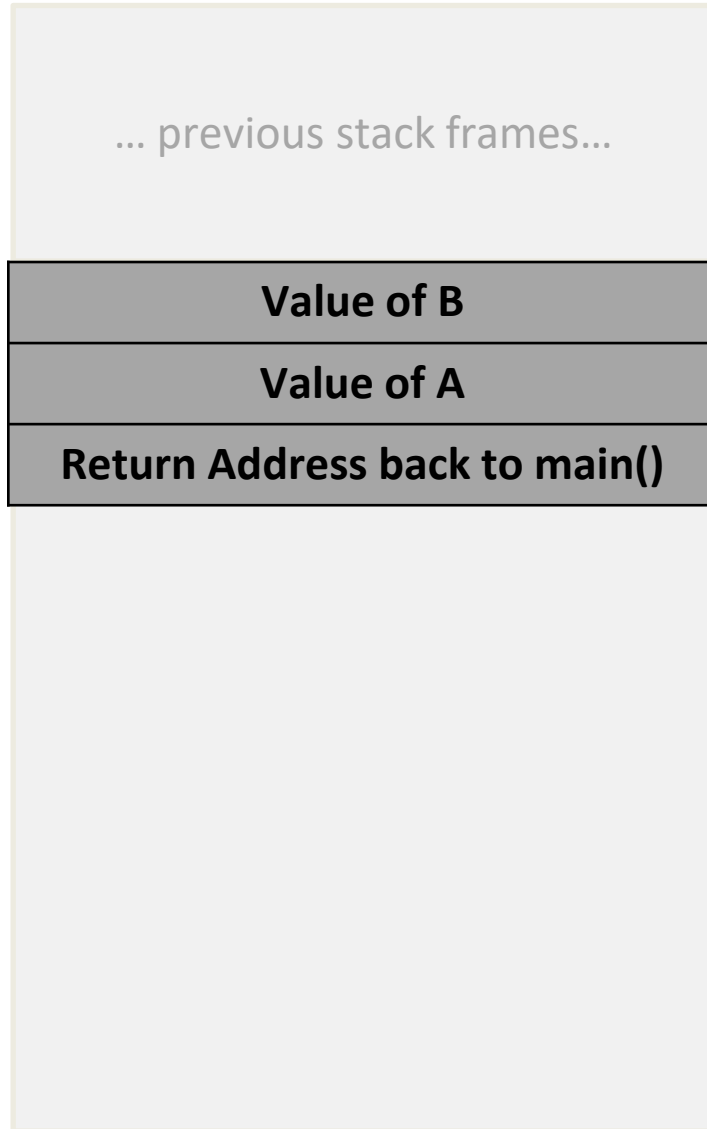 … previous stack frames…
Value of B
Value of A
Return Address back to main()